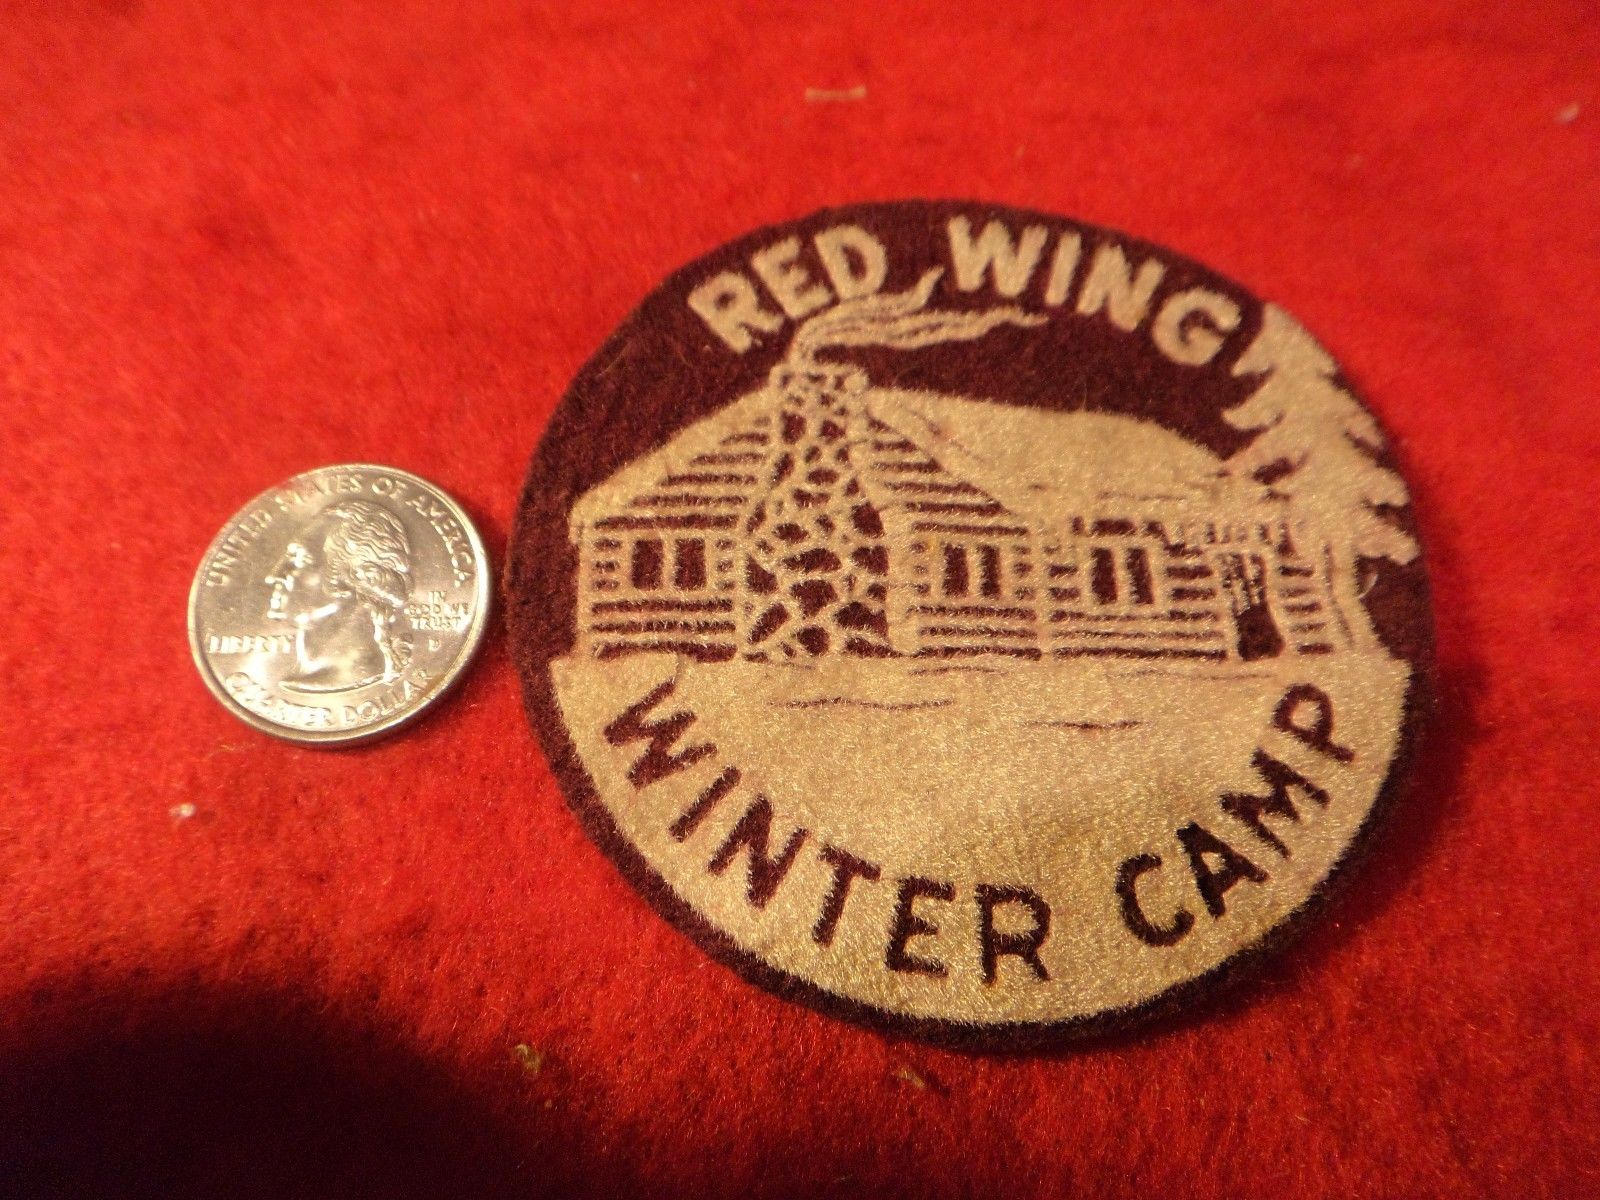 UNITED STATES OF AMERICA
LIBERTY
IN
GOD WE
TRUST
D
QUARTER DOLLAR
RED WING
WINTER CAMP